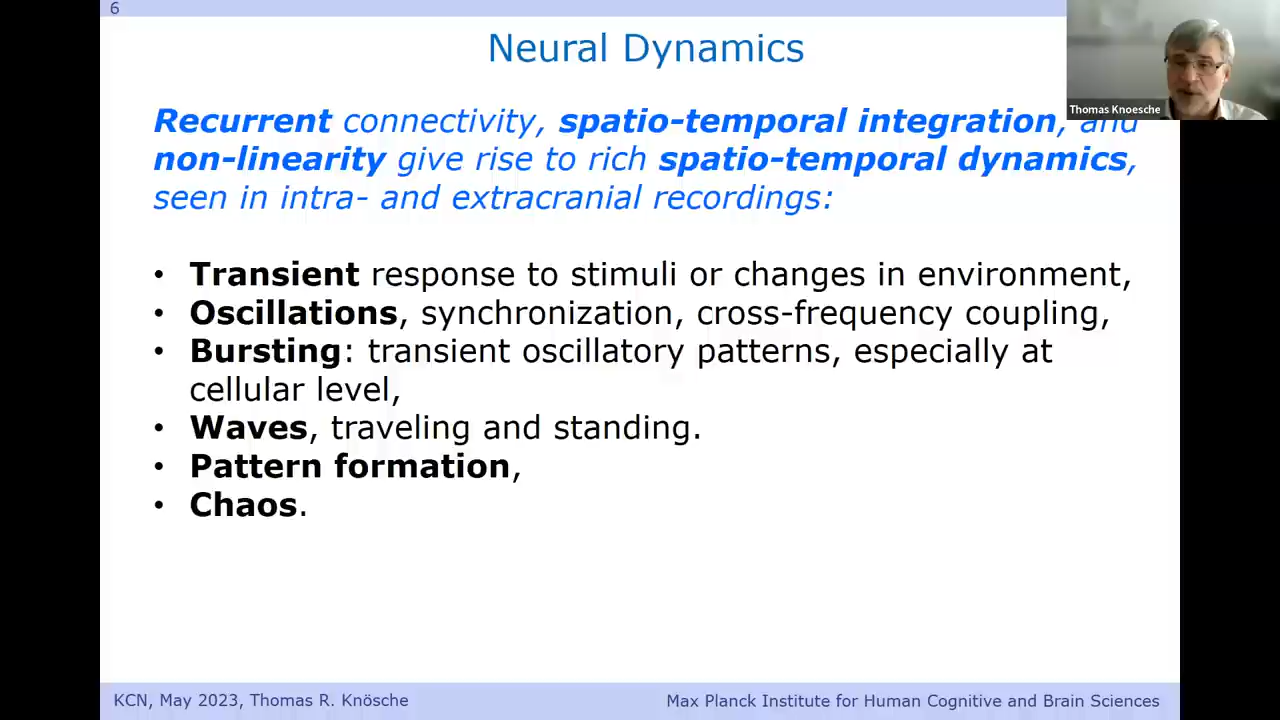 6
Neural Dynamics
Thomas Knoesche
Recurrent connectivity, spatio-temporal integration, and
non-linearity give rise to rich spatio-temporal dynamics,
seen in intra- and extracranial recordings:
• Transient response to stimuli or changes in environment,
• Oscillations, synchronization, cross-frequency coupling,
• Bursting: transient oscillatory patterns, especially at
cellular level,
• Waves, traveling and standing.
• Pattern formation,
• Chaos.
KCN, May 2023, Thomas R. Knösche
Max Planck Institute for Human Cognitive and Brain Sciences